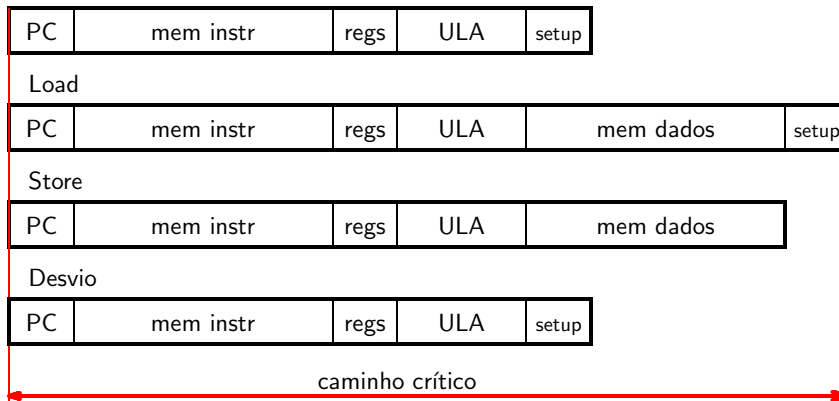 PC mem instr regs ULA setup
Load
PC mem instr regs ULA mem dados setup
Store
PC mem instr regs ULA mem dados
Desvio
PC mem instr regs ULA setup
caminho crítico